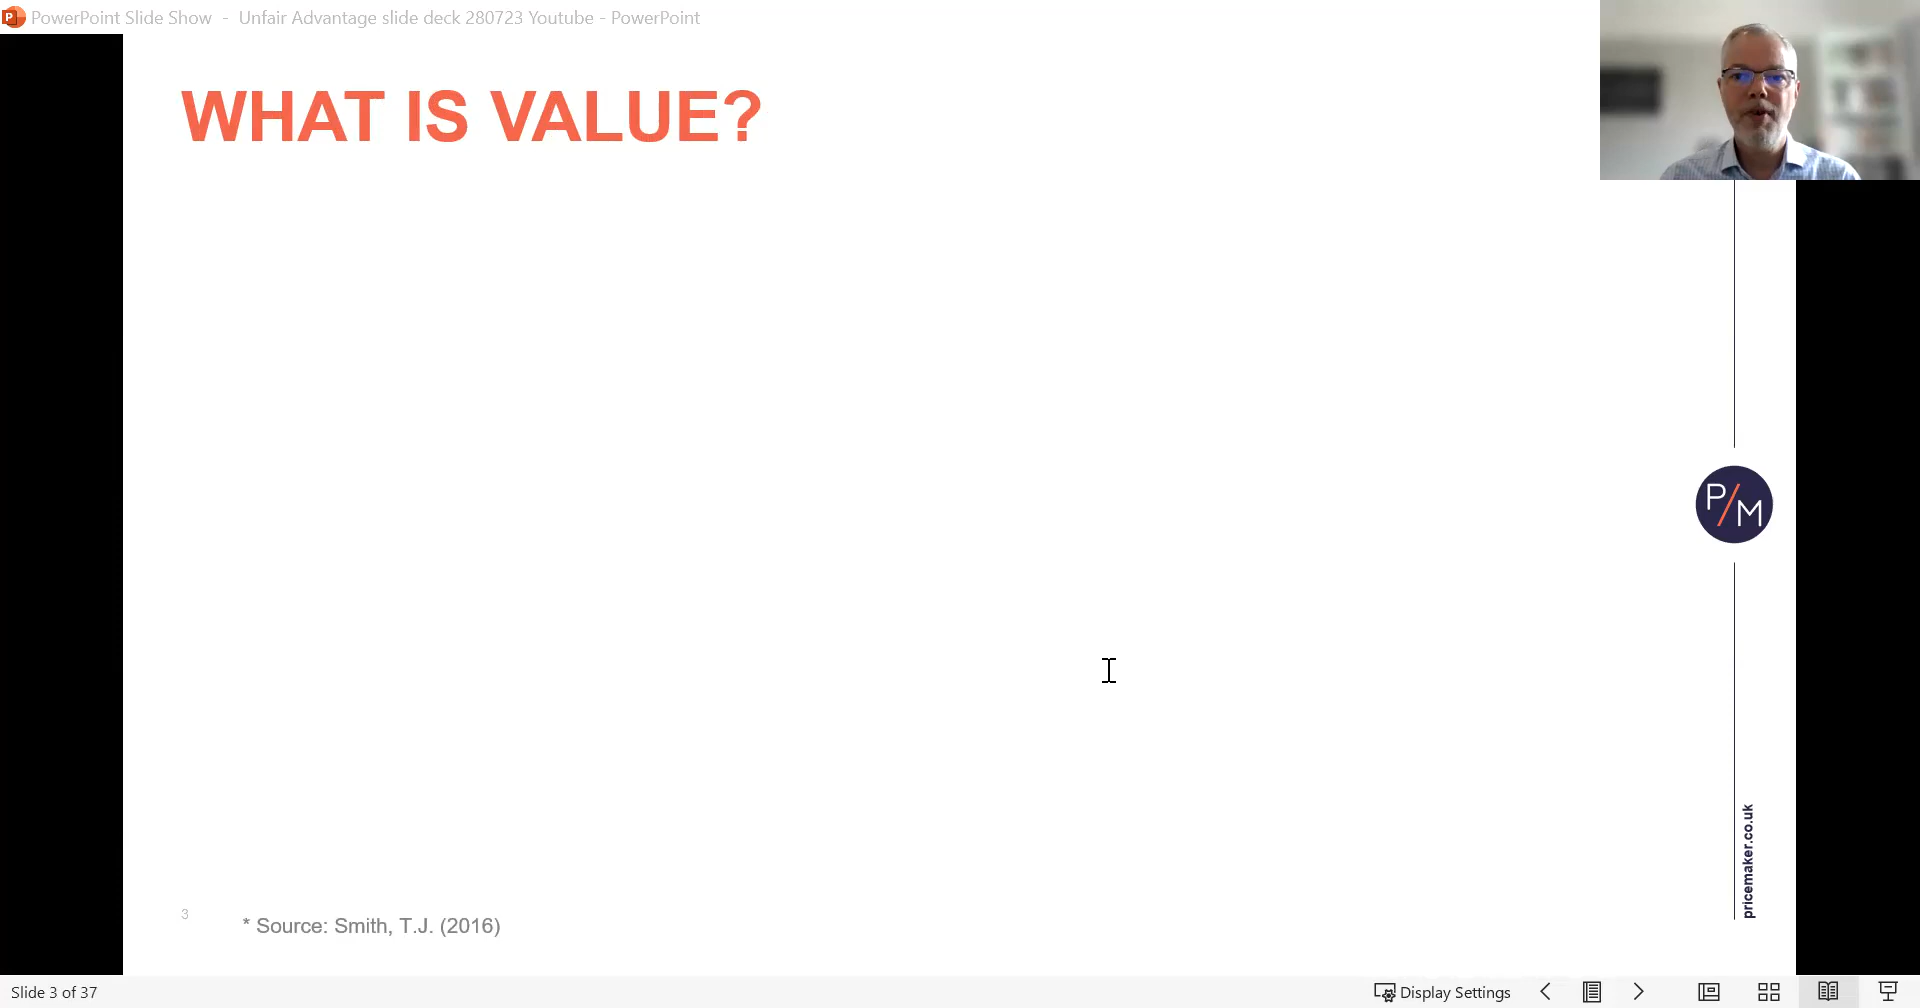 PowerPoint Slide Show - Unfair Advantage slide deck 280723 Youtube - PowerPoint
WHAT IS VALUE?
P/M
pricemaker.co.uk
3
* Source: Smith, T.J. (2016)
Slide 3 of 37
Display Settings